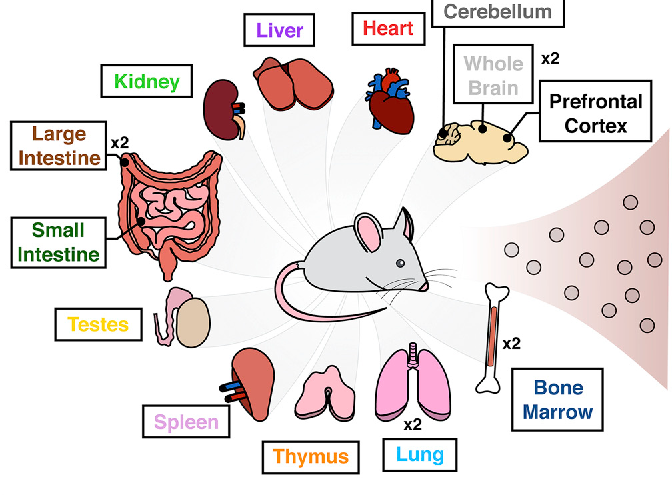 Cerebellum
Liver
Heart
Whole
Brain
x2
Kidney
Prefrontal
Cortex
Large
Intestine
x2
Small
Intestine
Testes
x2
Bone
Marrow
Spleen
x2
Thymus
Lung